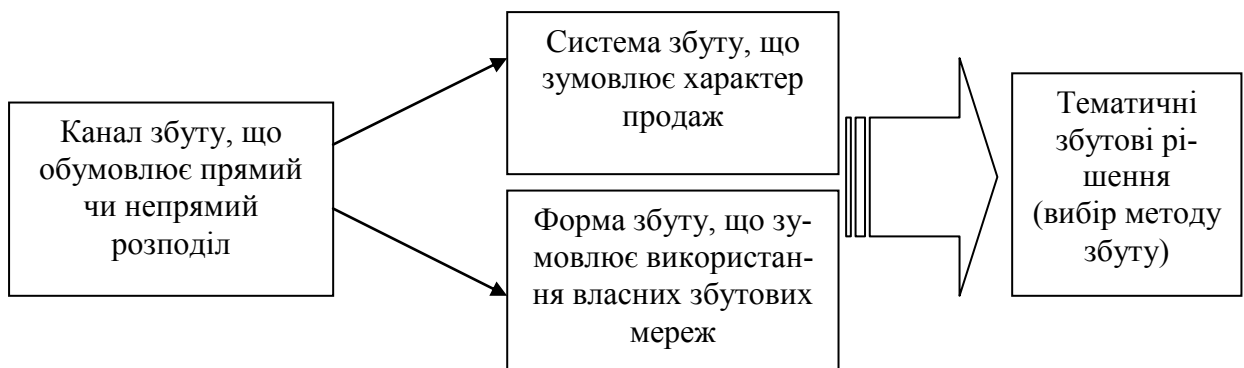 Канал збуту, що
обумовлює прямий
чи непрямий
розподіл
Система збуту, що
зумовлює характер
продаж
Форма збуту, що зу-
мовлює використан-
ня власних збутових
мереж
Тематичні
збутові рі-
шення
(вибір методу
збуту)